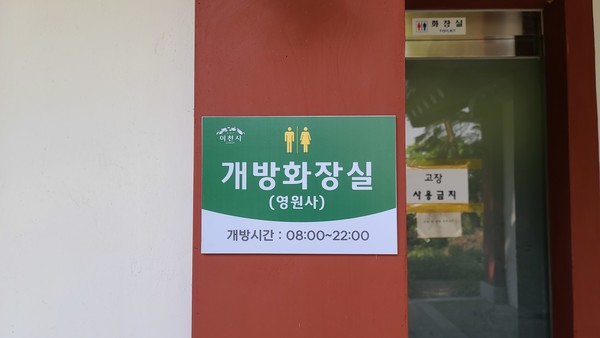 이천시
개방화장실
(영원사)
개방시간 : 08:00~22:00
화장실
TOILET
고장
사용금지